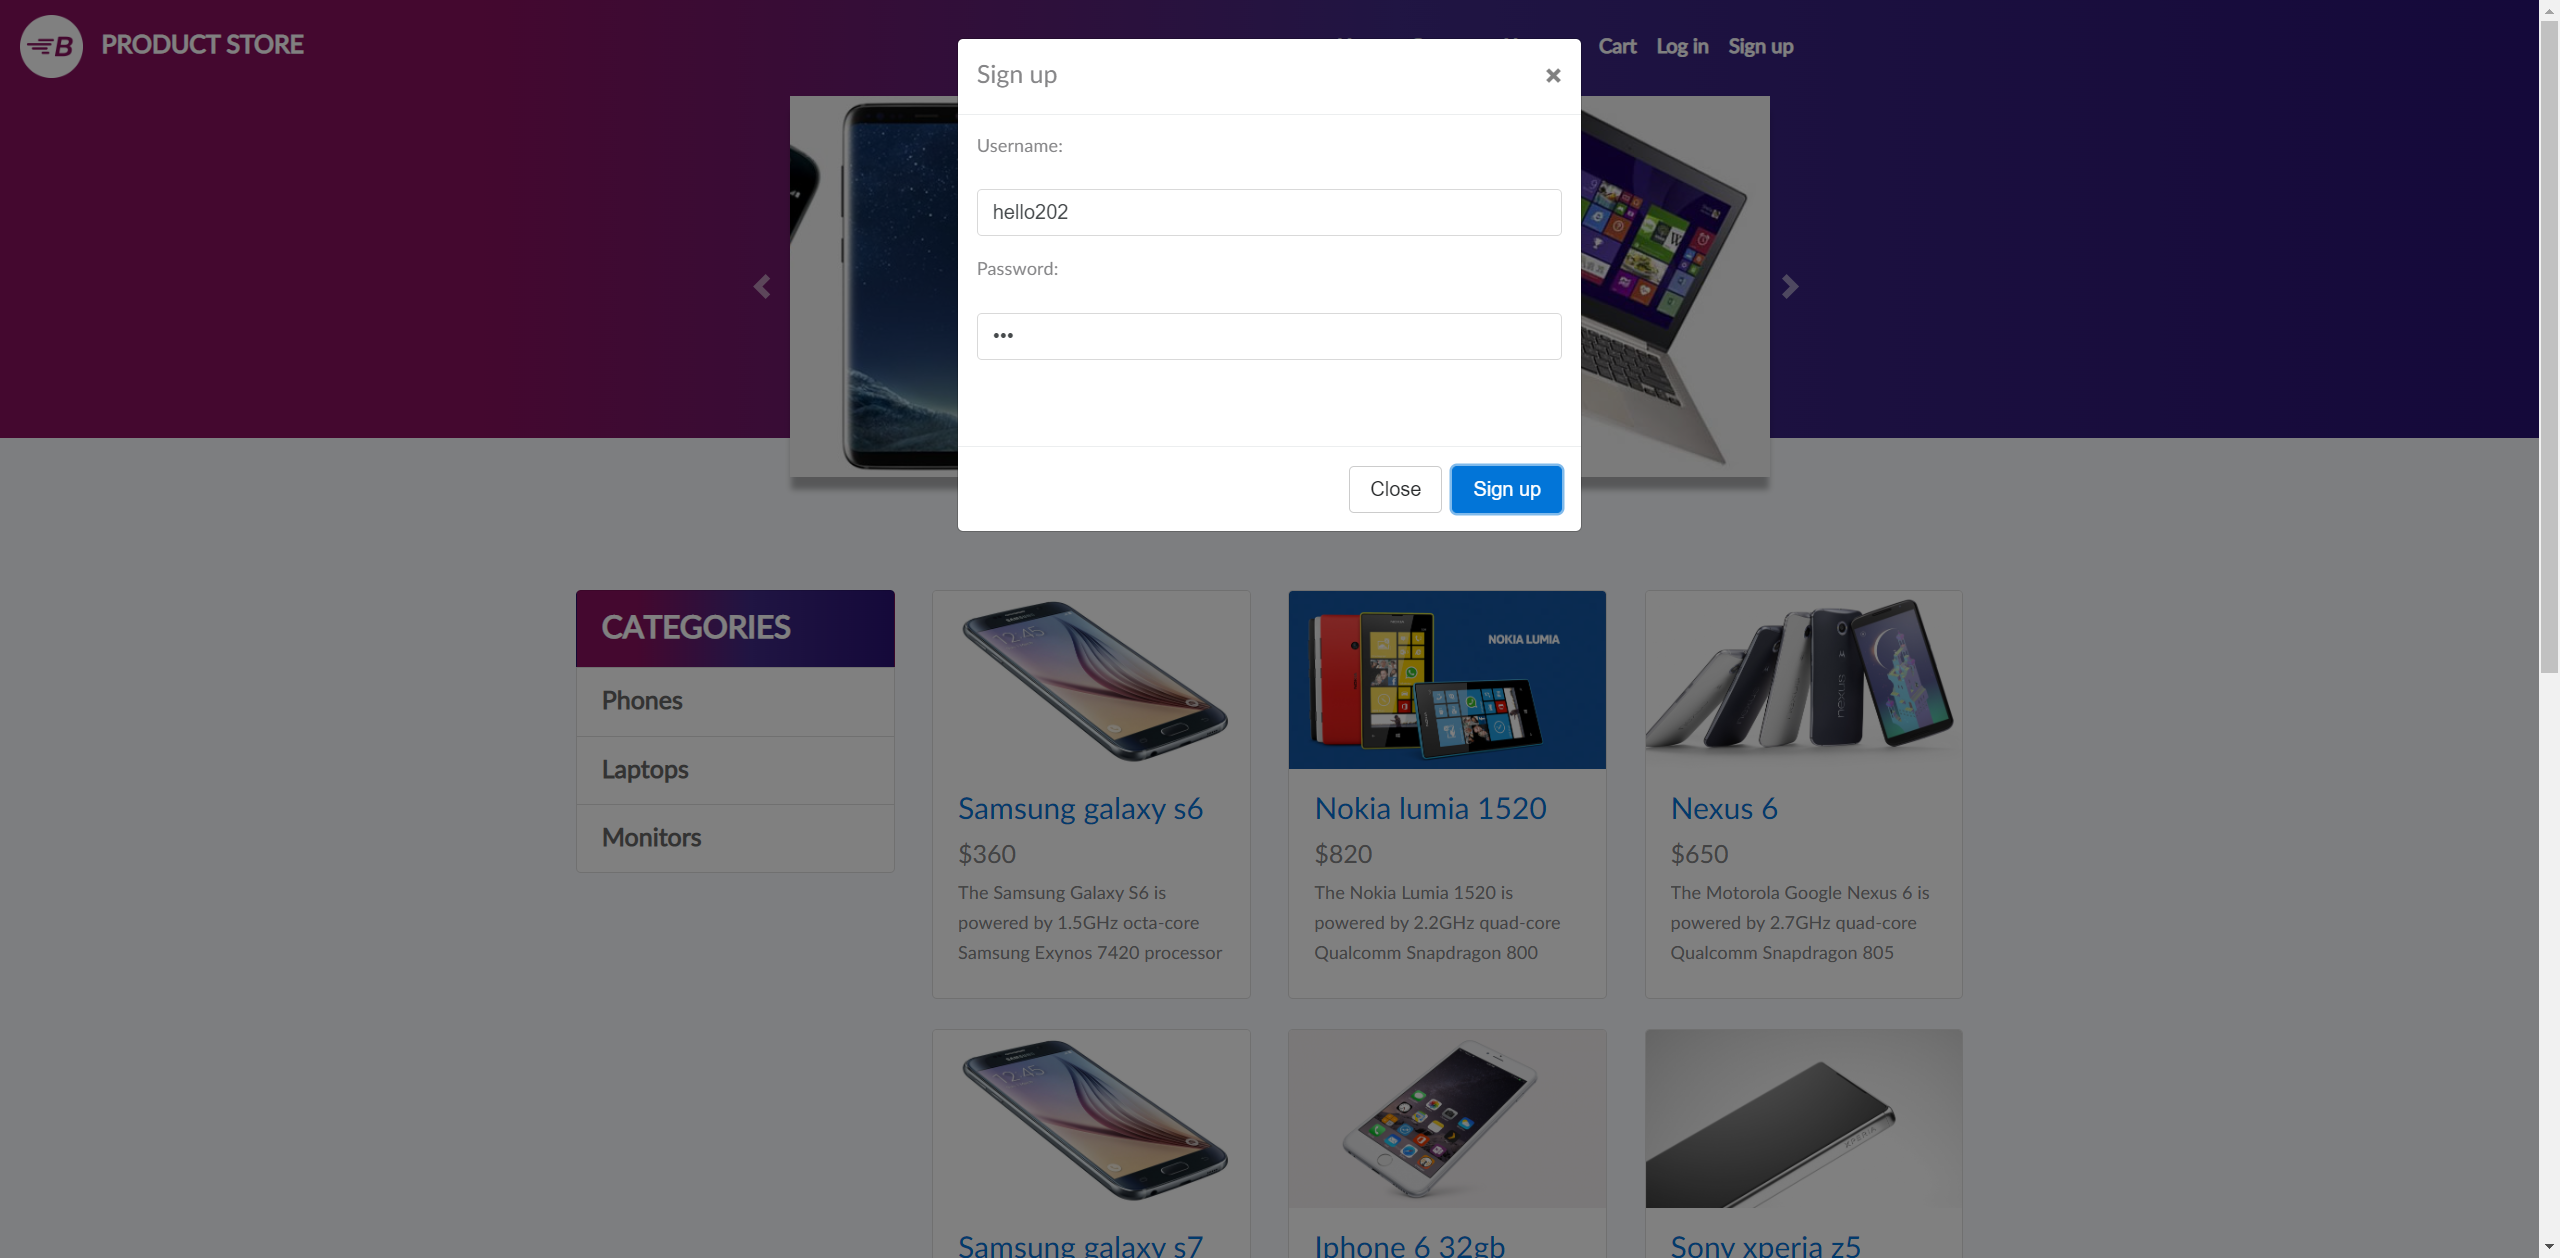 PRODUCT STORE
Cart
Log in
Sign up
Sign up
×
Username:
hello202
Password:
•••
Close
Sign up
CATEGORIES
Phones
Laptops
Monitors
NOKIA LUMIA
Samsung galaxy s6
$360
The Samsung Galaxy S6 is
powered by 1.5GHz octa-core
Samsung Exynos 7420 processor
Nokia lumia 1520
$820
The Nokia Lumia 1520 is
powered by 2.2GHz quad-core
Qualcomm Snapdragon 800
nexus
Nexus 6
$650
The Motorola Google Nexus 6 is
powered by 2.7GHz quad-core
Qualcomm Snapdragon 805
12:45
Samsung galaxy s7
Iphone 6 32gb
XPERIA
Sony xperia z5